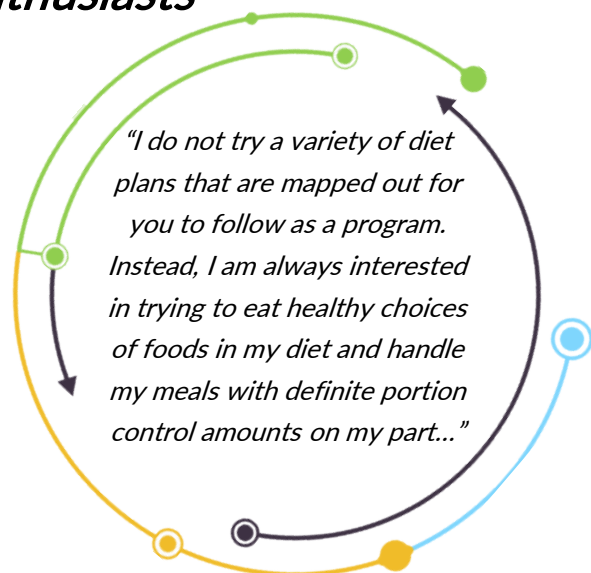 “I do not try a variety of diet
plans that are mapped out for
you to follow as a program.
Instead, I am always interested
in trying to eat healthy choices
of foods in my diet and handle
my meals with definite portion
control amounts on my part...”